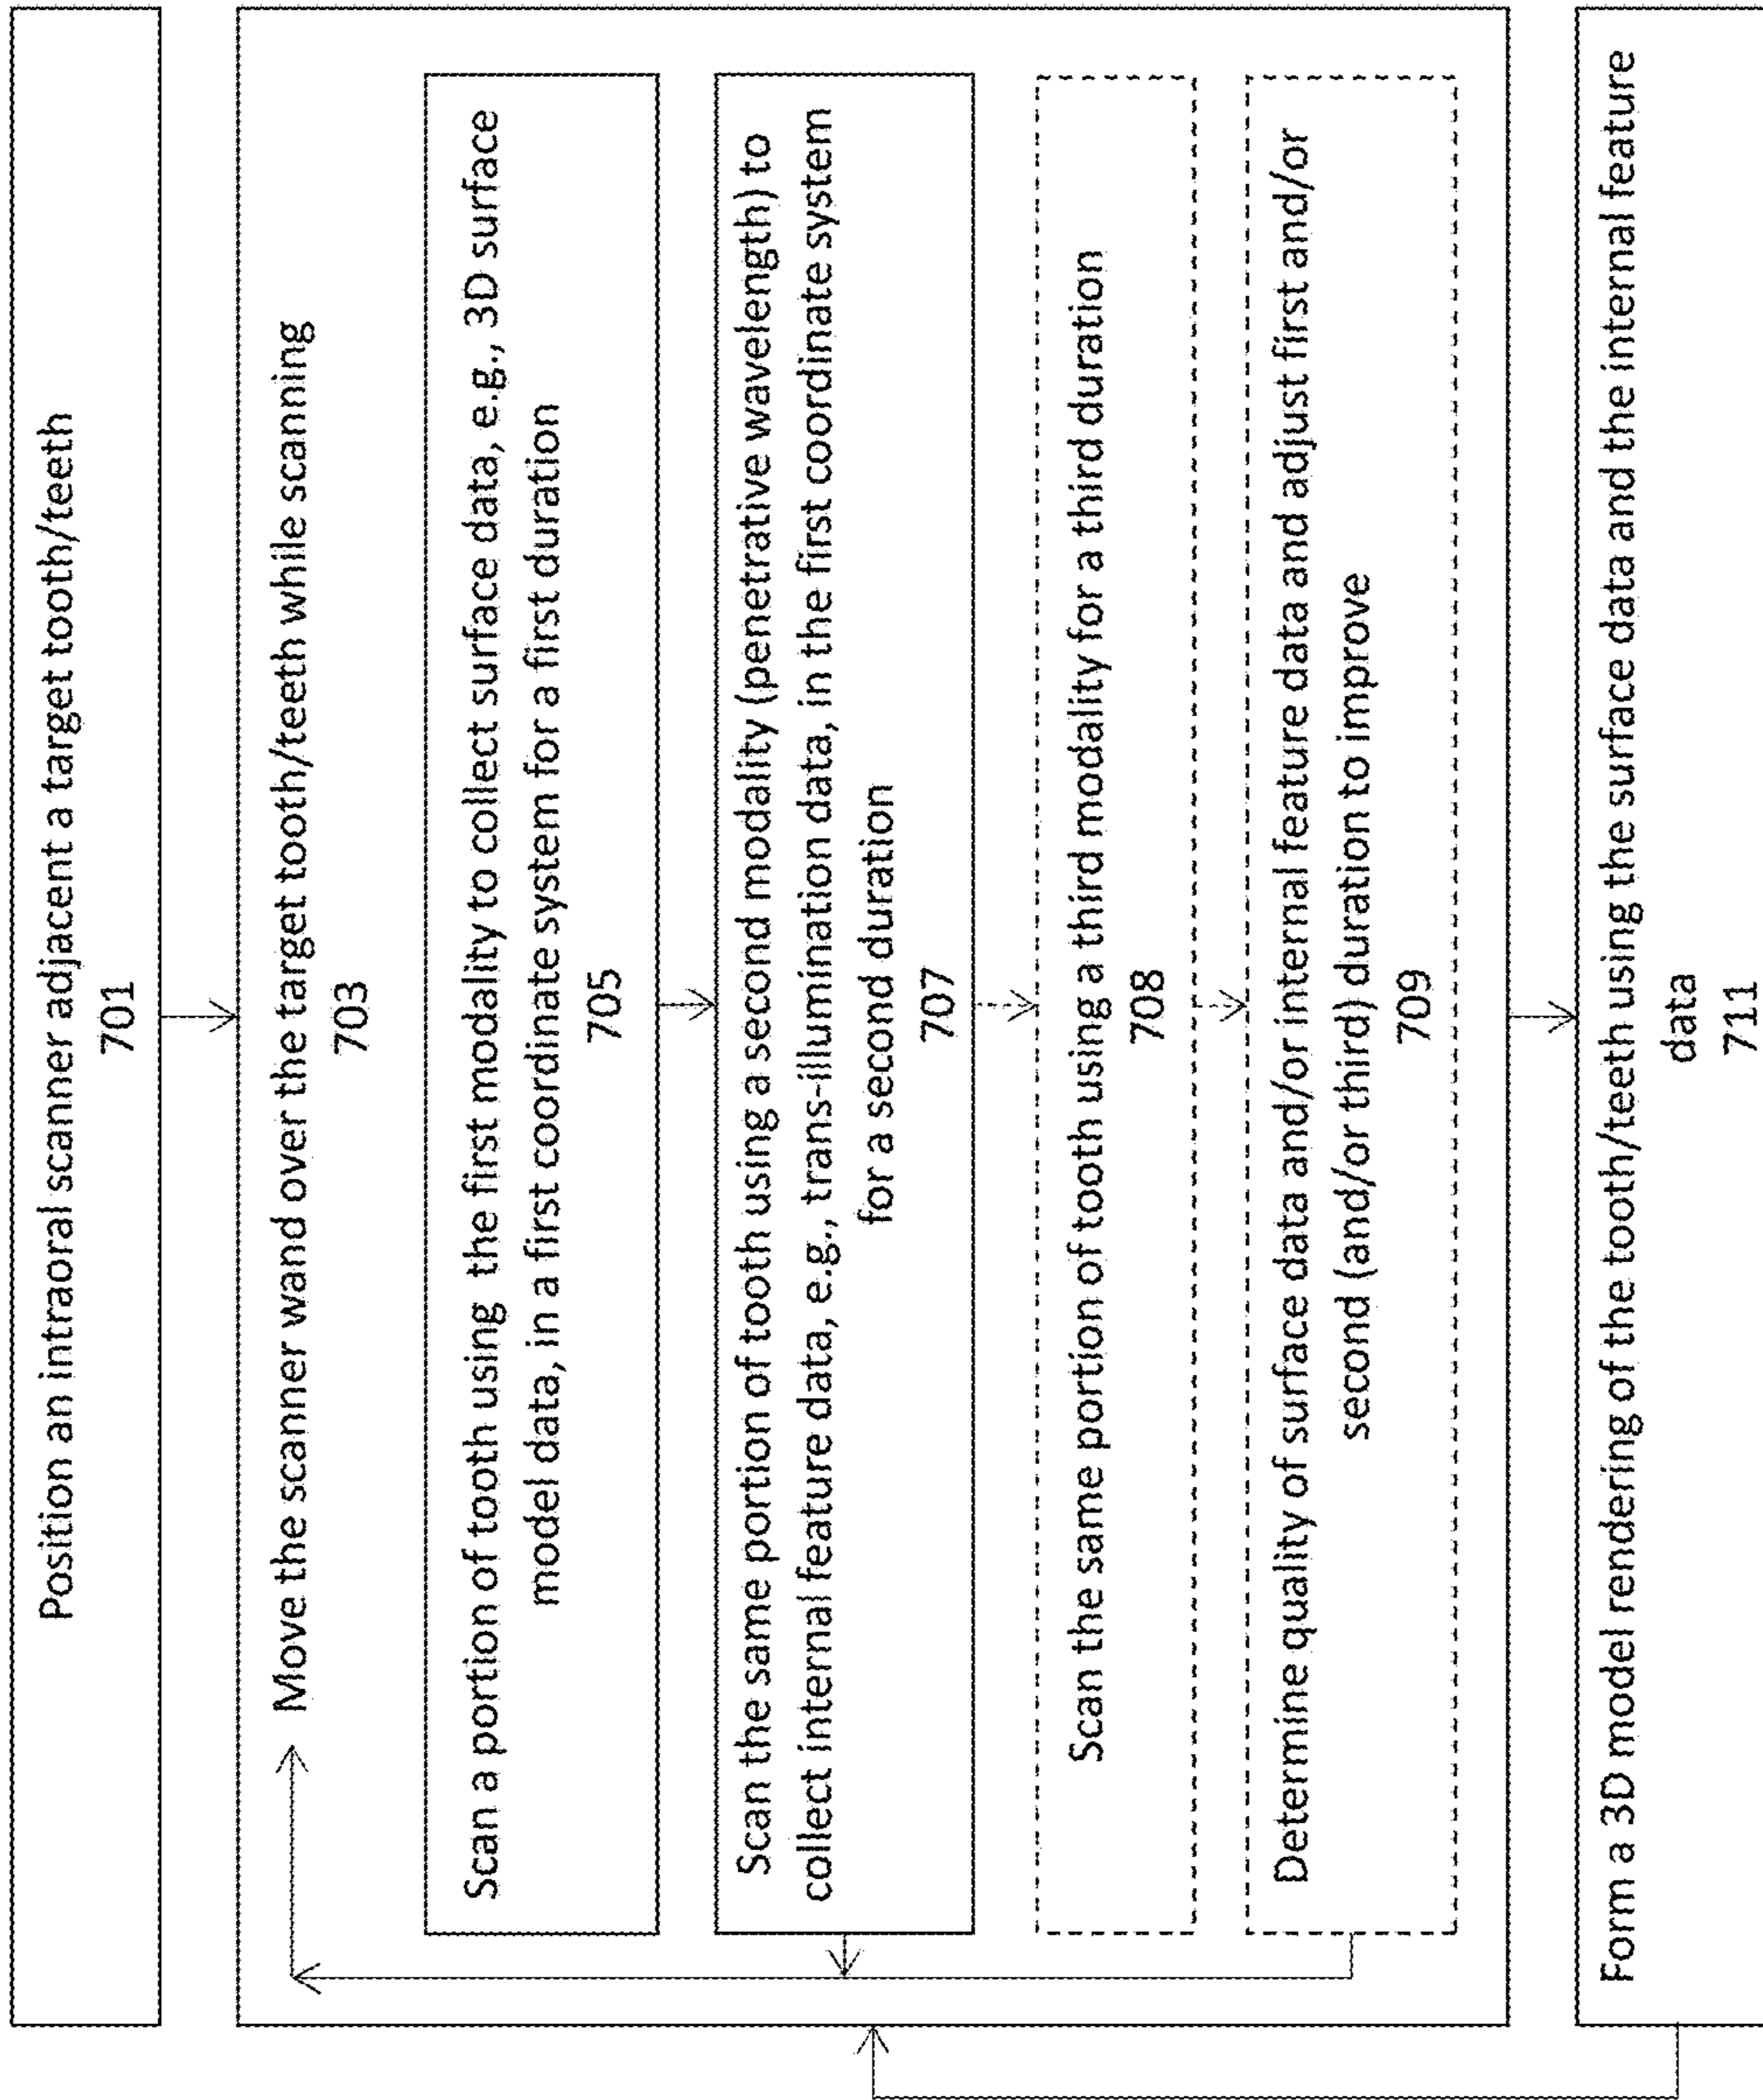 Position an intraoral scanner adjacent a target tooth/teeth
701
Move the scanner wand over the target tooth/teeth while scanning
703
Scan a portion of tooth using the first modality to collect surface data, e.g., 3D surface
model data, in a first coordinate system for a first duration
705
Scan the same portion of tooth using a second modality (penetrative wavelength) to
collect internal feature data, e.g., trans-illumination data, in the first coordinate system
for a second duration
707
Scan the same portion of tooth using a third modality for a third duration
708
Determine quality of surface data and/or internal feature data and adjust first and/or
second (and/or third) duration to improve
709
Form a 3D model rendering of the tooth/teeth using the surface data and the internal feature
data
711